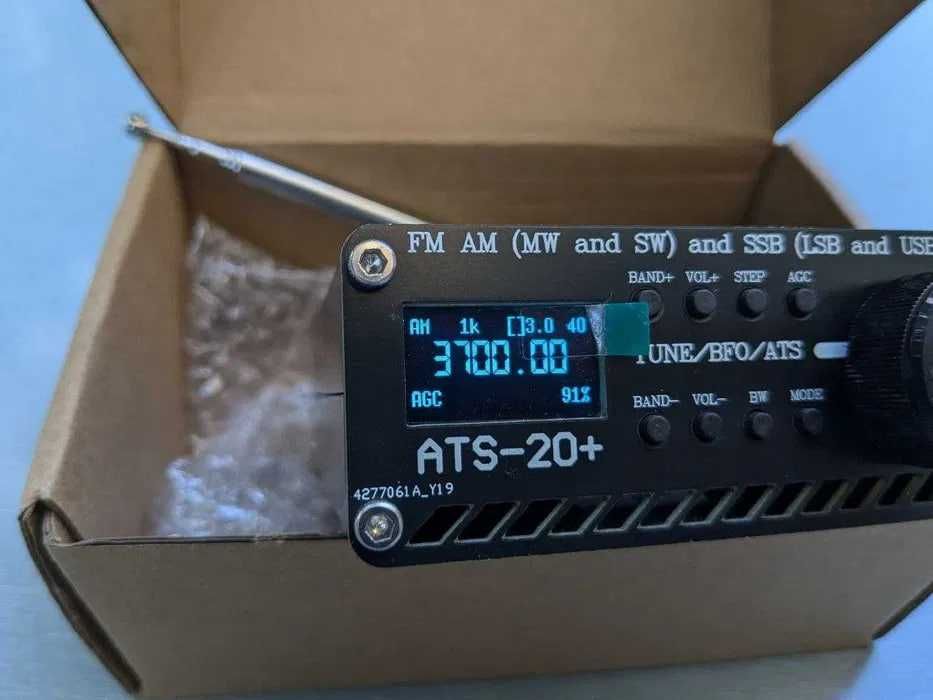 FM AM (MW and SW) and SSB (LSB and USB
BAND+ VOL+ STEP AGC
AM 1k []3.0 40
3700.00
AGC 91%
TUNE/BFO/ATS
BAND- VOL- BW MODE
ATS-20+
4277061A_Y19